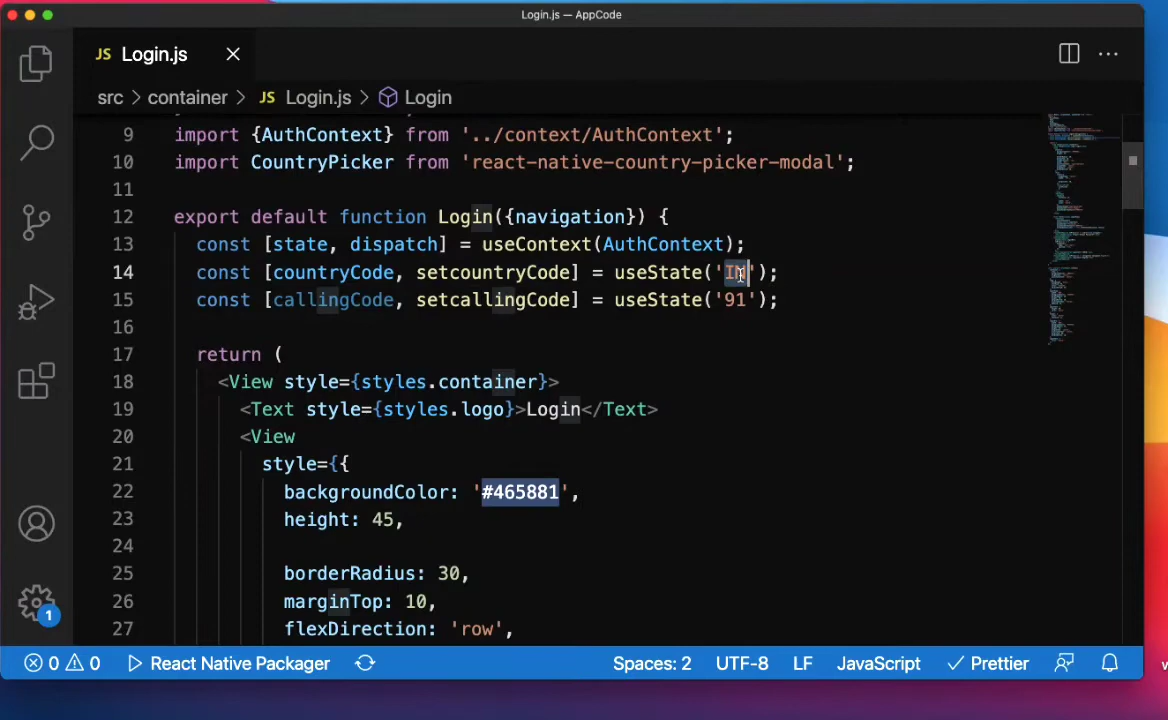 Login.js — AppCode
JS Login.js
src > container > JS Login.js > Login
9 import {AuthContext} from '../context/AuthContext';
10 import CountryPicker from 'react-native-country-picker-modal';
11
12 export default function Login({navigation}) {
13 const [state, dispatch] = useContext(AuthContext);
14 const [countryCode, setcountryCode] = useState('IN');
15 const [callingCode, setcallingCode] = useState('91');
16
17 return (
18 <View style={styles.container}>
19 <Text style={styles.logo}>Login</Text>
20 <View
21 style={{
22 backgroundColor: '#465881',
23 height: 45,
24
25 borderRadius: 30,
26 marginTop: 10,
27 flexDirection: 'row',
1
0 0 React Native Packager Spaces: 2 UTF-8 LF JavaScript Prettier